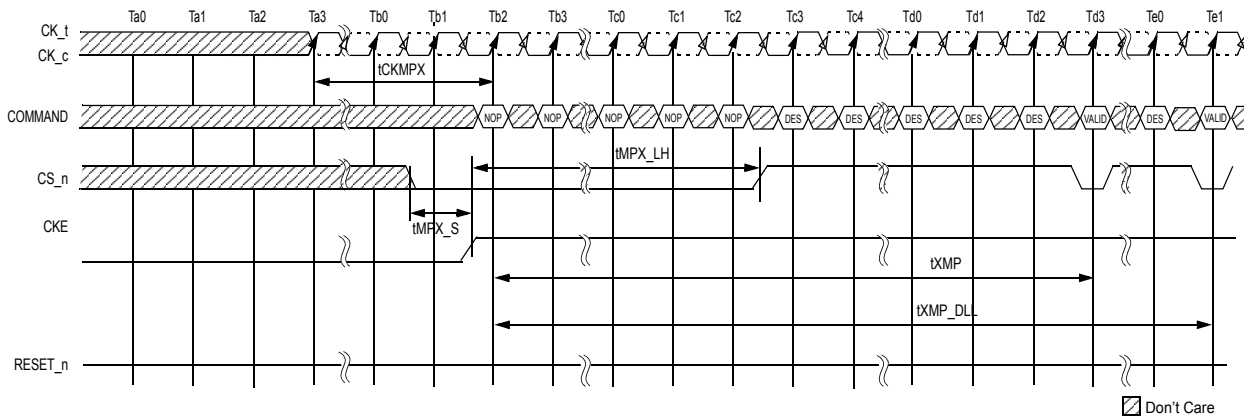 Ta0 Ta1 Ta2 Ta3 Tb0 Tb1 Tb2 Tb3 Tc0 Tc1 Tc2 Tc3 Tc4 Td0 Td1 Td2 Td3 Te0 Te1
CK_t
CK_c
tCKMPX
COMMAND NOP NOP NOP NOP NOP DES DES DES DES DES VALID DES VALID
tMPX_LH
CS_n
tMPX_S
CKE
tXMP
tXMP_DLL
RESET_n
Don't Care